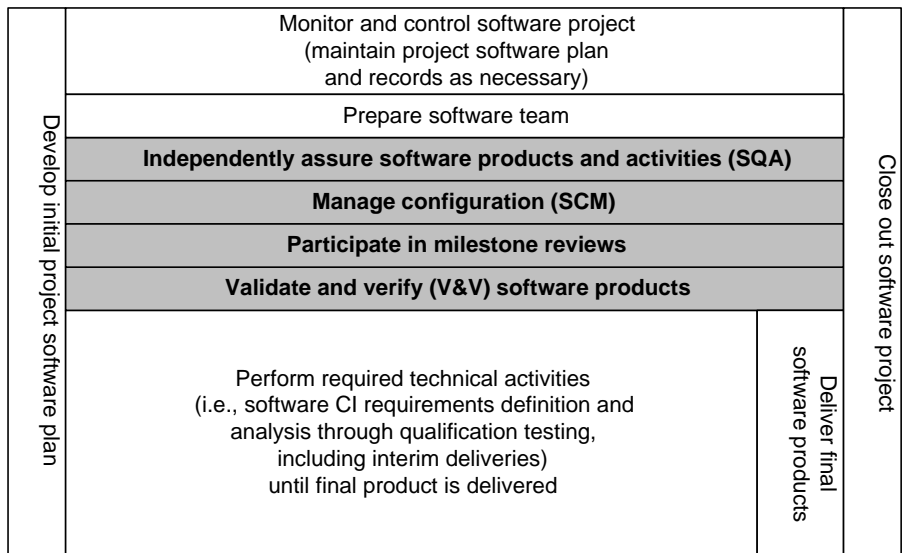 Develop initial project software plan
Monitor and control software project
(maintain project software plan
and records as necessary)
Prepare software team
Independently assure software products and activities (SQA)
Manage configuration (SCM)
Participate in milestone reviews
Validate and verify (V&V) software products
Perform required technical activities
(i.e., software CI requirements definition and
analysis through qualification testing,
including interim deliveries)
until final product is delivered
Deliver final
software products
Close out software project